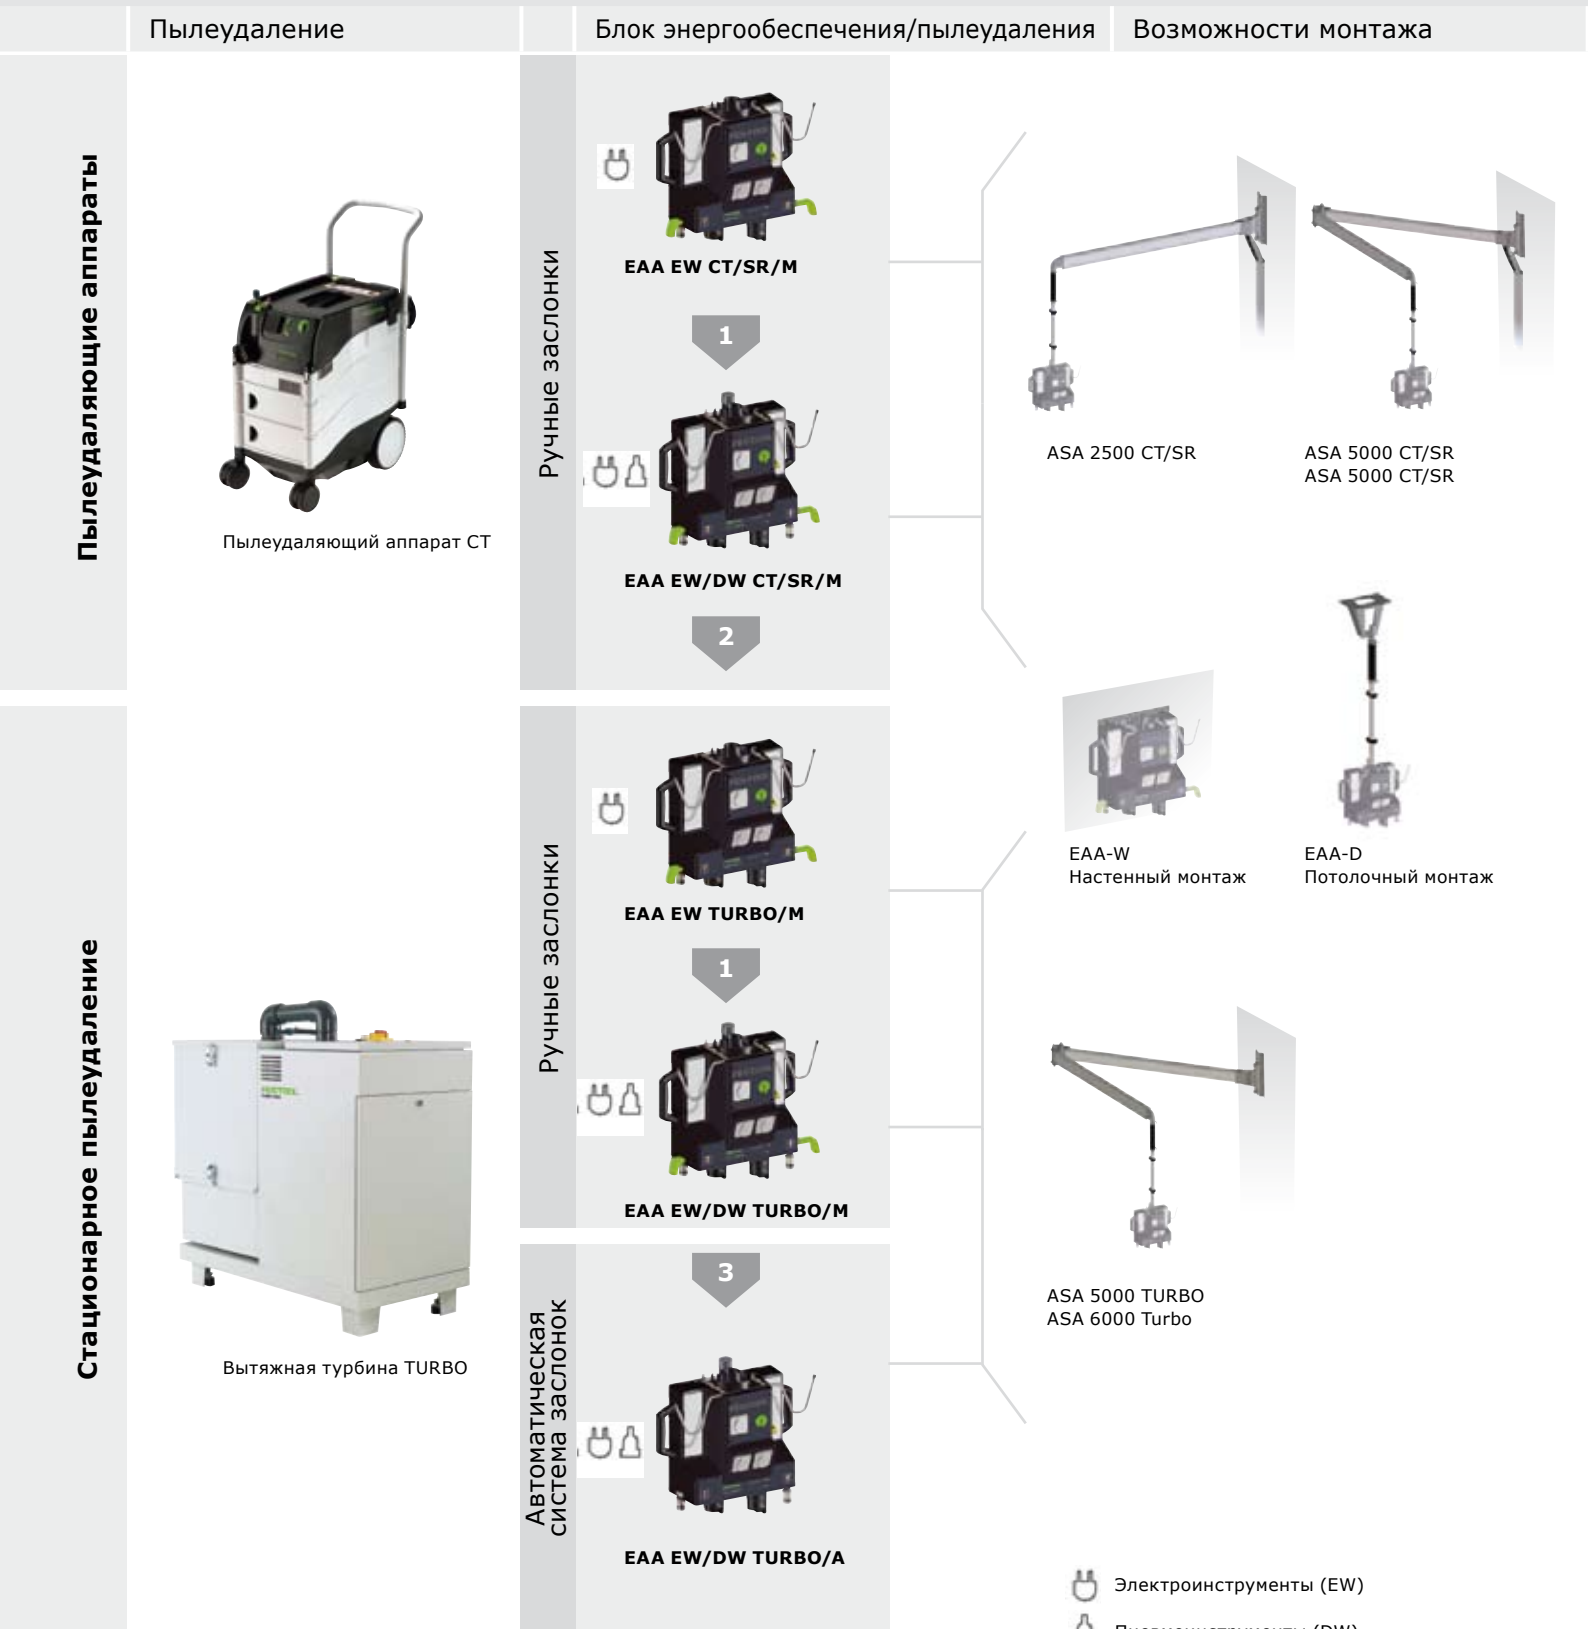 Пылеудаление
Блок энергообеспечения/пылеудаления
Возможности монтажа
Пылеудаляющие аппараты
Пылеудаляющий аппарат CT
Ручные заслонки
EAA EW CT/SR/M
1
EAA EW/DW CT/SR/M
2
ASA 2500 CT/SR
ASA 5000 CT/SR
ASA 5000 CT/SR
EAA-W
Настенный монтаж
EAA-D
Потолочный монтаж
Стационарное пылеудаление
Вытяжная турбина TURBO
Ручные заслонки
EAA EW TURBO/M
1
EAA EW/DW TURBO/M
Автоматическая
система заслонок
3
EAA EW/DW TURBO/A
ASA 5000 TURBO
ASA 6000 Turbo
Электроинструменты (EW)
Пневмоинструменты (DW)